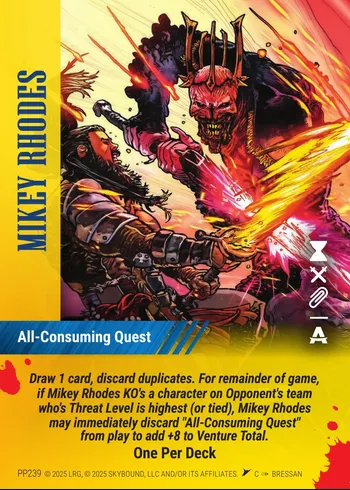 MIKEY RHODES
All-Consuming Quest
Draw 1 card, discard duplicates. For remainder of game,
if Mikey Rhodes KO's a character on Opponent's team
who's Threat Level is highest (or tied), Mikey Rhodes
may immediately discard "All-Consuming Quest"
from play to add +8 to Venture Total.
One Per Deck
PP239 © 2025 LRG, © 2025 SKYBOUND, LLC AND/OR ITS AFFILIATES. C BRESSAN